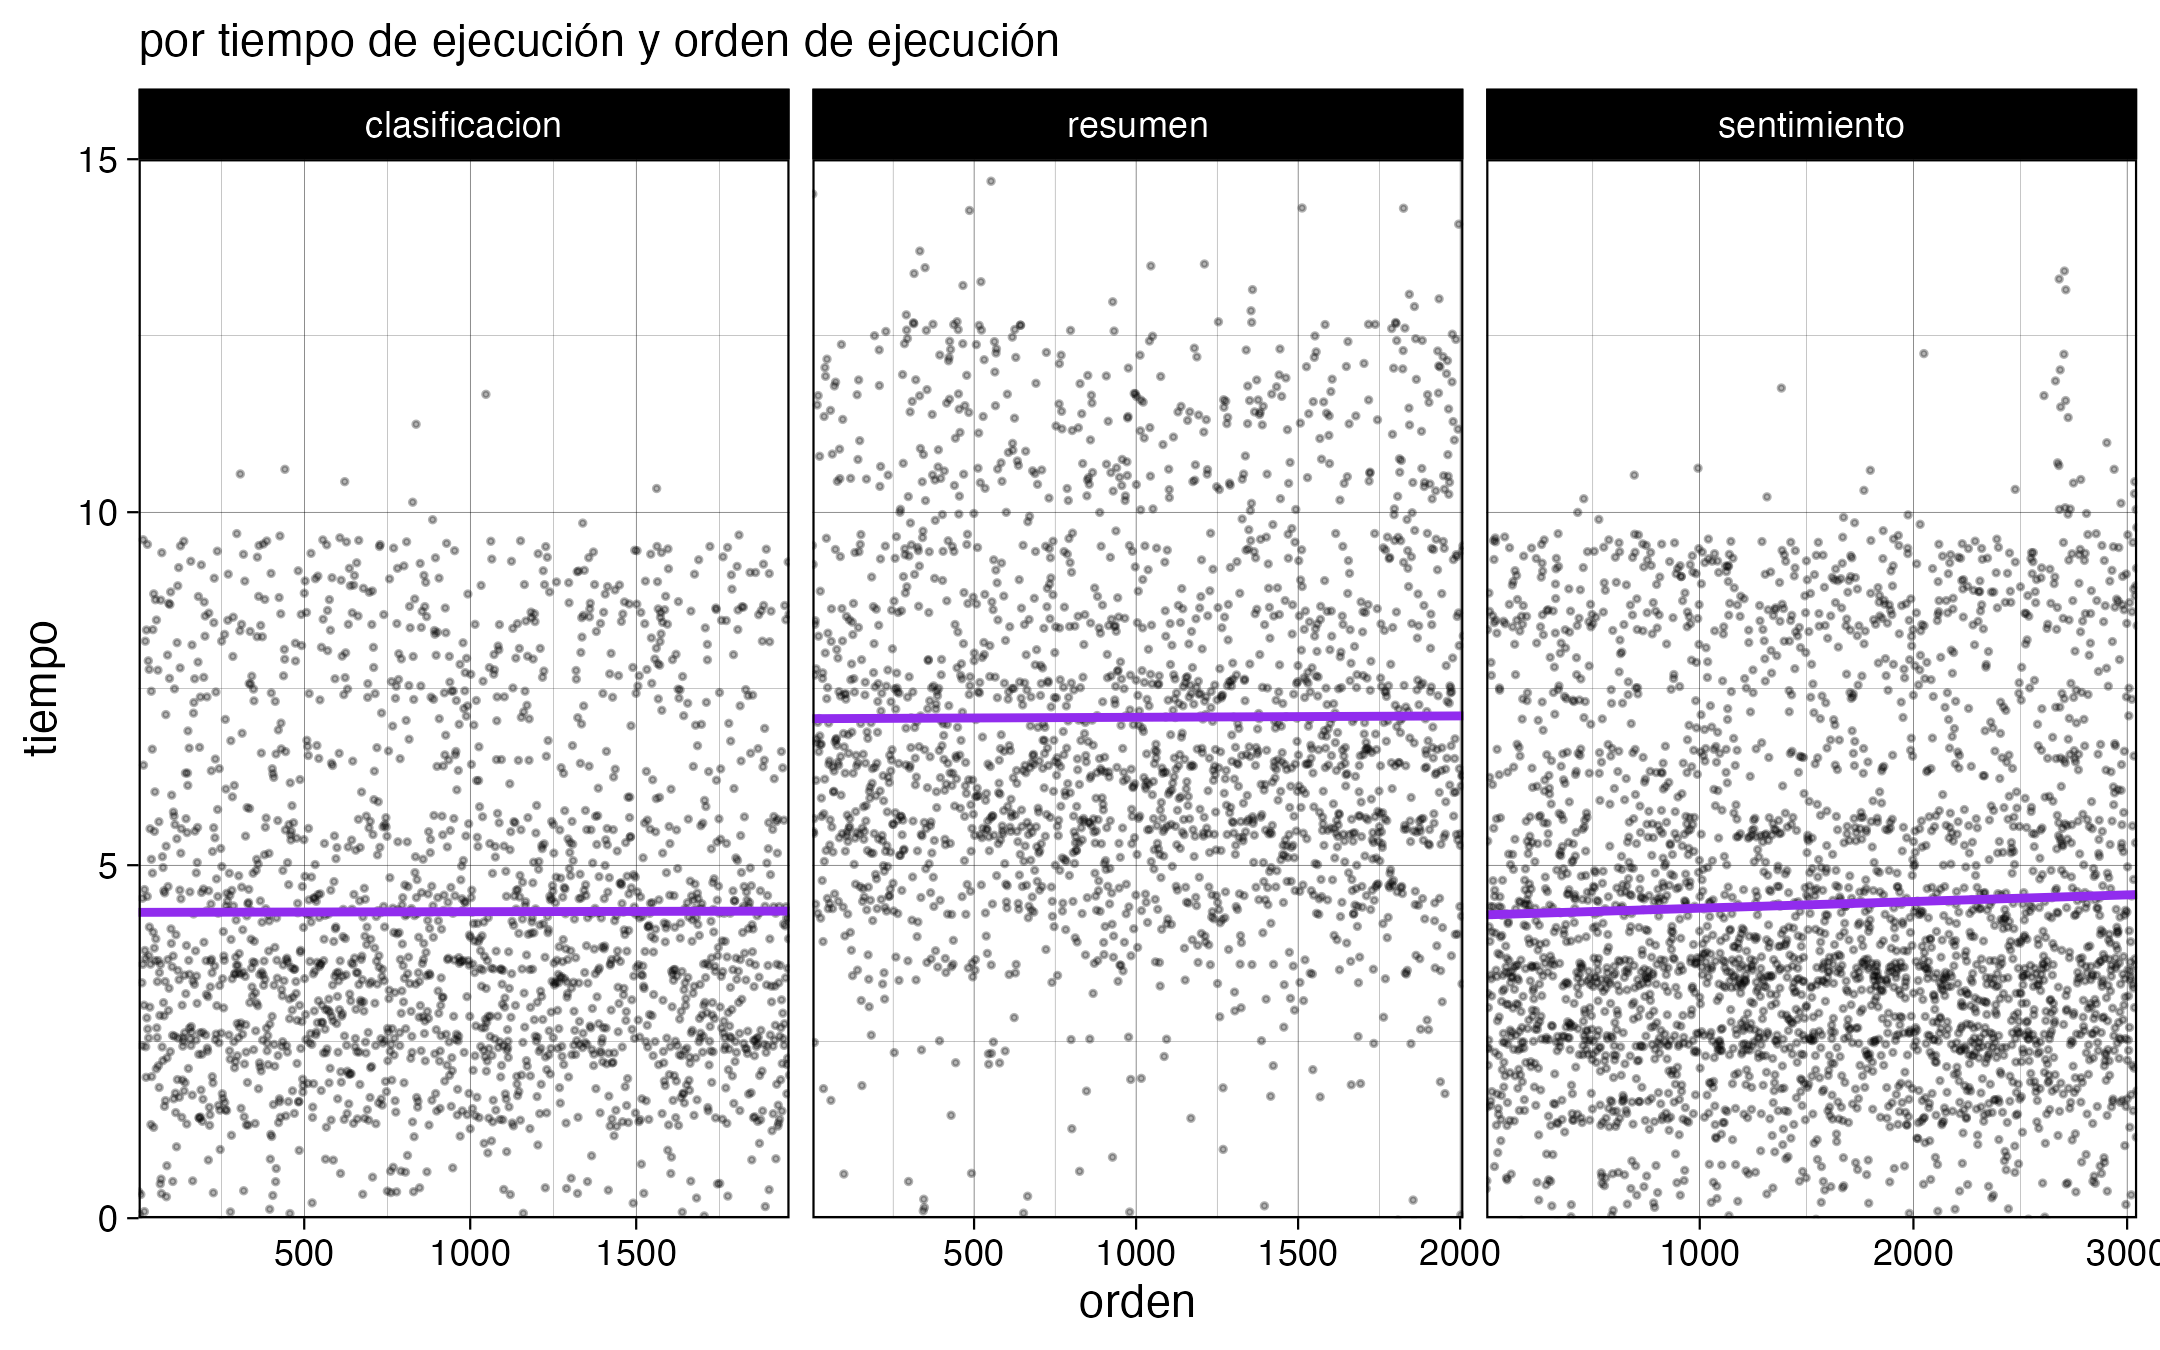 por tiempo de ejecución y orden de ejecución
clasificacion
resumen
sentimiento
tiempo
15
10
5
0
500 1000 1500
500 1000 1500 2000
1000 2000 3000
orden